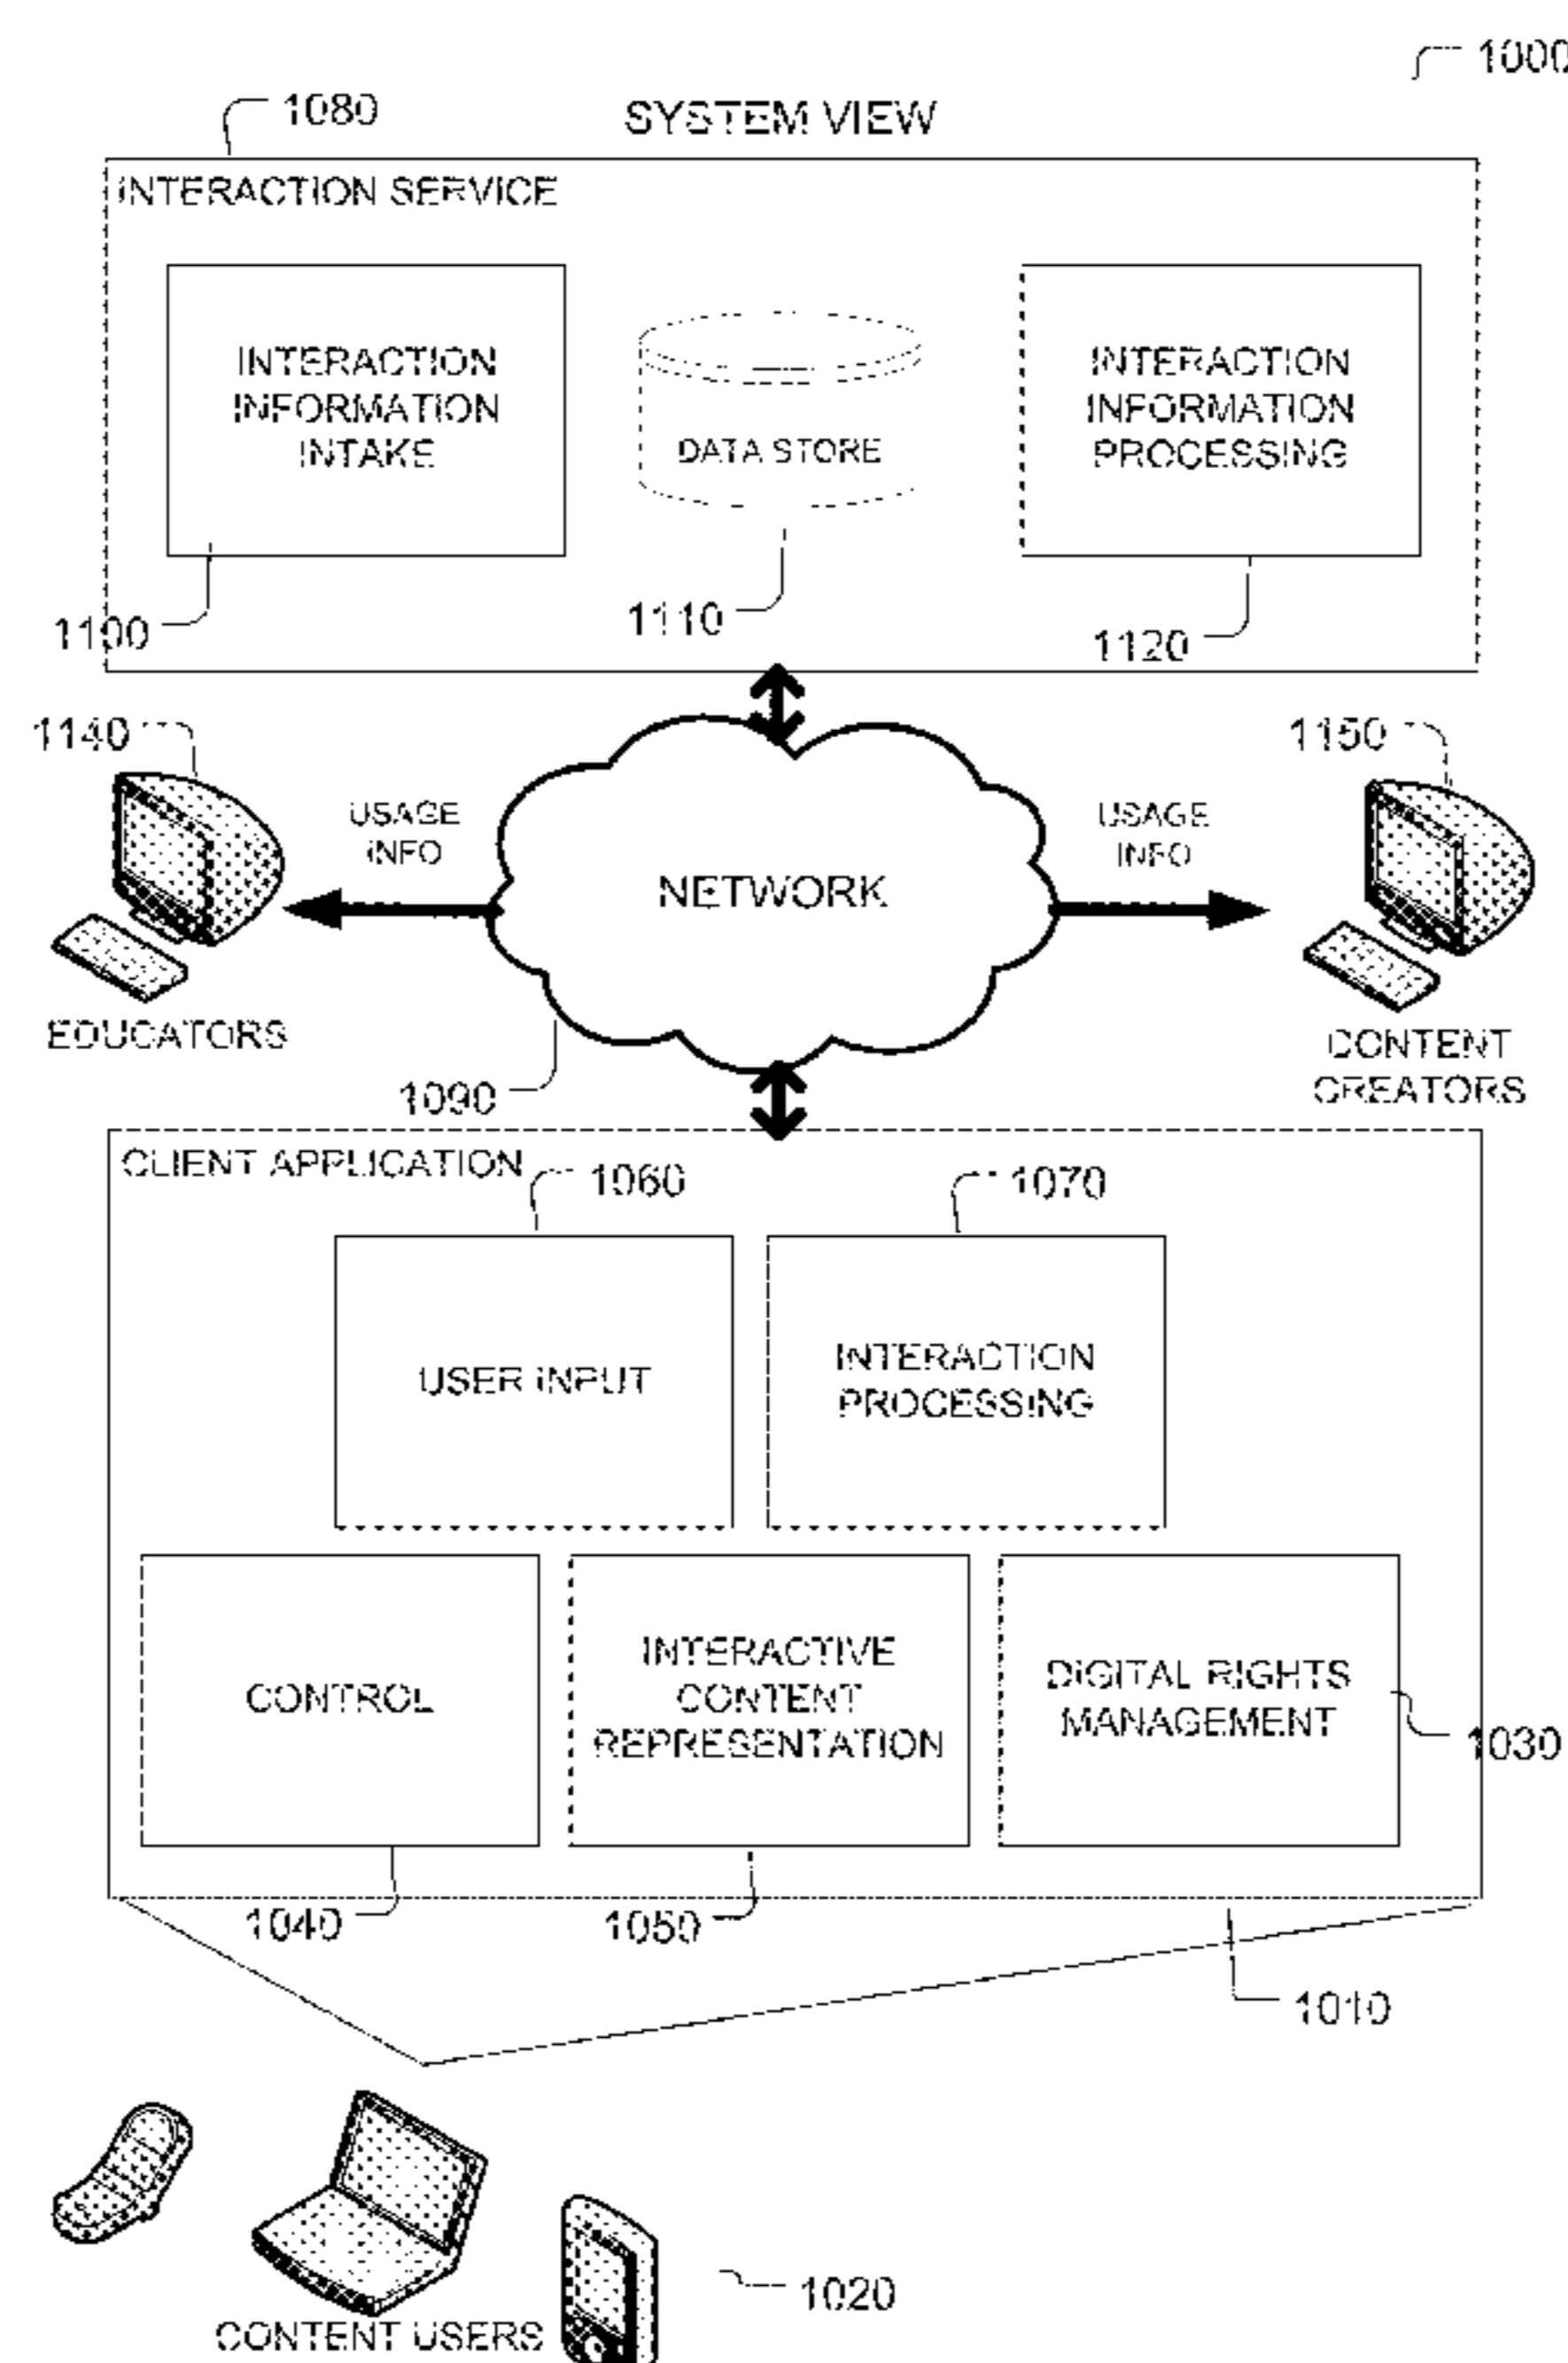 1000
1080
SYSTEM VIEW
INTERACTION SERVICE
INTERACTION
INFORMATION
INTAKE
DATA STORE
INTERACTION
INFORMATION
PROCESSING
1100
1110
1120
1140
1150
USAGE
INFO
USAGE
INFO
NETWORK
EDUCATORS
CONTENT
CREATORS
1090
CLIENT APPLICATION
1060
1070
USER INPUT
INTERACTION
PROCESSING
CONTROL
INTERACTIVE
CONTENT
REPRESENTATION
DIGITAL RIGHTS
MANAGEMENT
1030
1040
1050
1010
1020
CONTENT USERS